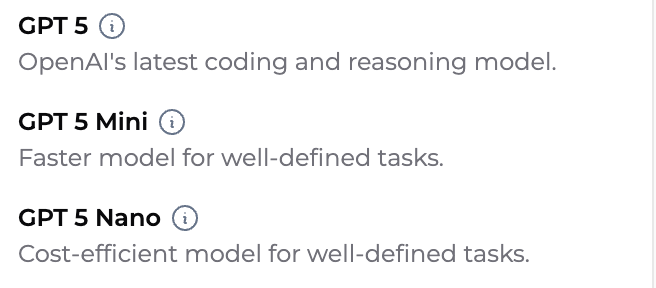 GPT 5
OpenAI's latest coding and reasoning model.
GPT 5 Mini
Faster model for well-defined tasks.
GPT 5 Nano
Cost-efficient model for well-defined tasks.